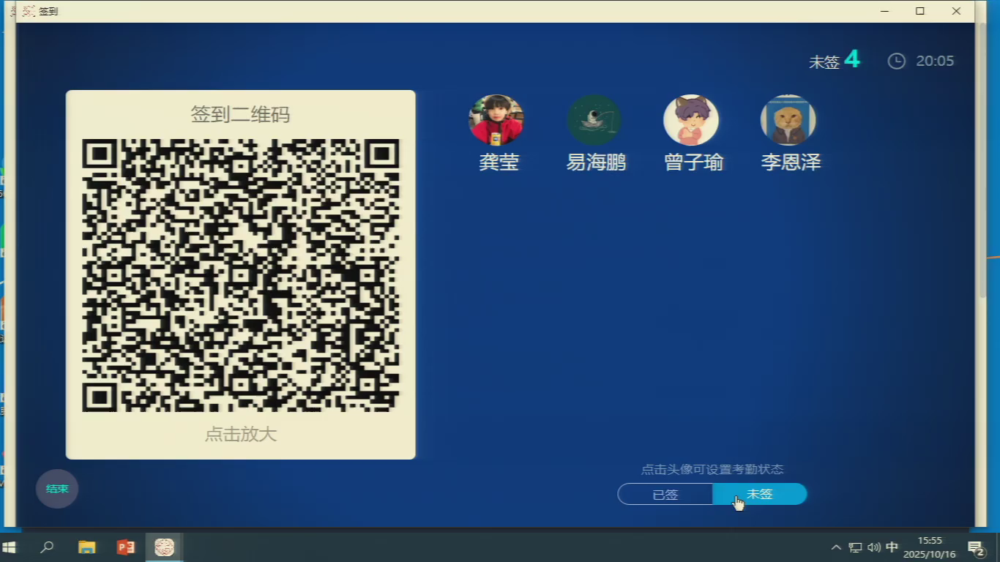 签到
未签 4 20:05
签到二维码
龚莹 易海鹏 曾子瑜 李恩泽
点击放大
点击头像可设置考勤状态
结束
已签 未签
中
15:55
2025/10/16
2